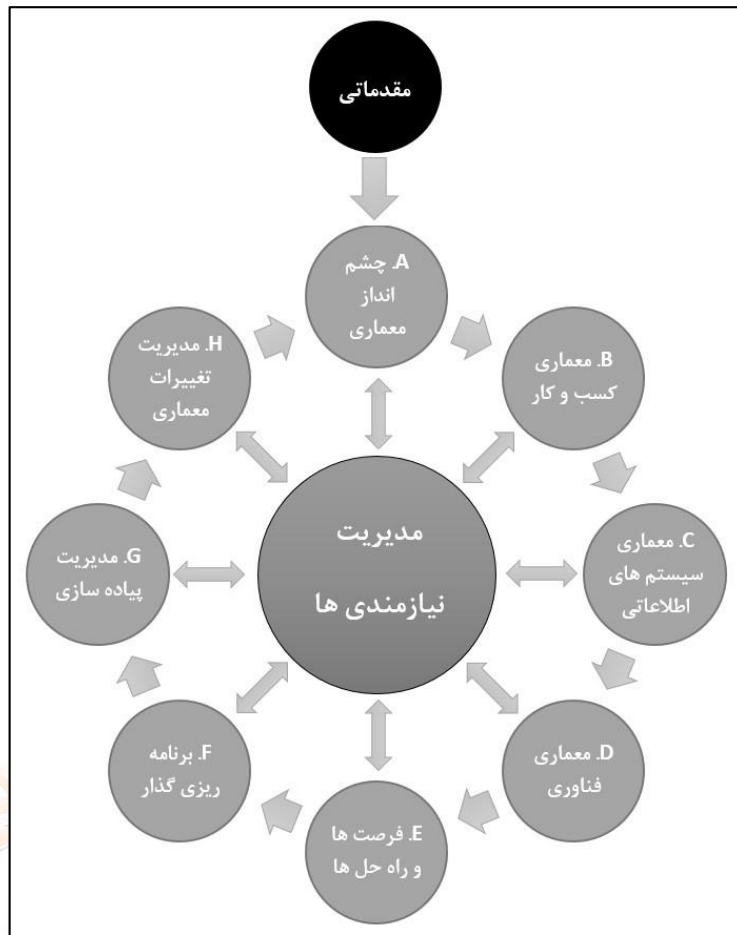 مقدماتی
A. چشم
انداز
معماری
B. معماری
کسب و کار
C. معماری
سیستم های
اطلاعاتی
D. معماری
فناوری
E. فرصت ها
و راه حل ها
F. برنامه
ریزی گذار
G. مدیریت
پیاده سازی
H. مدیریت
تغییرات
معماری
مدیریت
نیازمندی ها